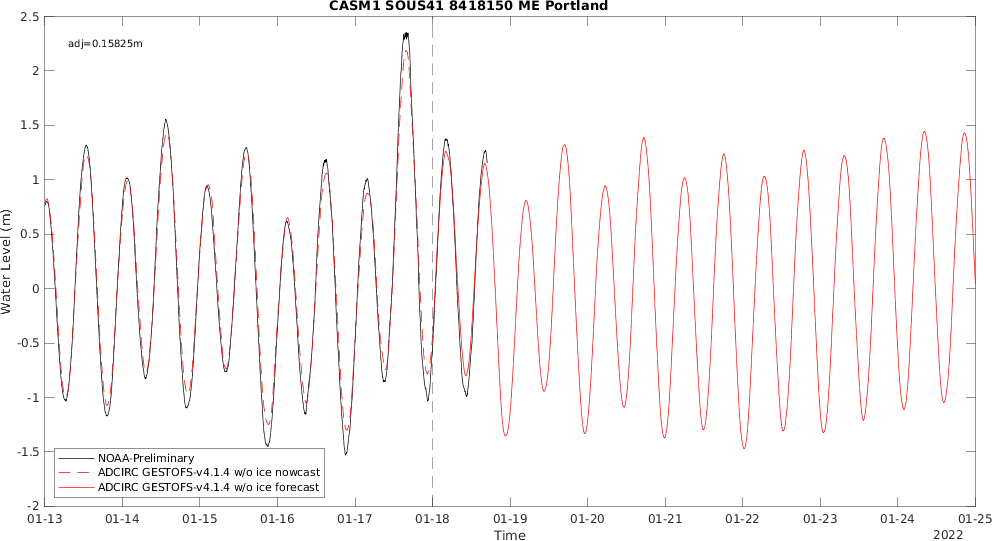 CASM1 SOUS41 8418150 ME Portland
adj=0.15825m
Water Level (m)
2.5
2
1.5
1
0.5
0
-0.5
-1
-1.5
-2
NOAA-Preliminary
ADCIRC GESTOFS-v4.1.4 w/o ice nowcast
ADCIRC GESTOFS-v4.1.4 w/o ice forecast
01-13 01-14 01-15 01-16 01-17 01-18 01-19 01-20 01-21 01-22 01-23 01-24 01-25
Time
2022